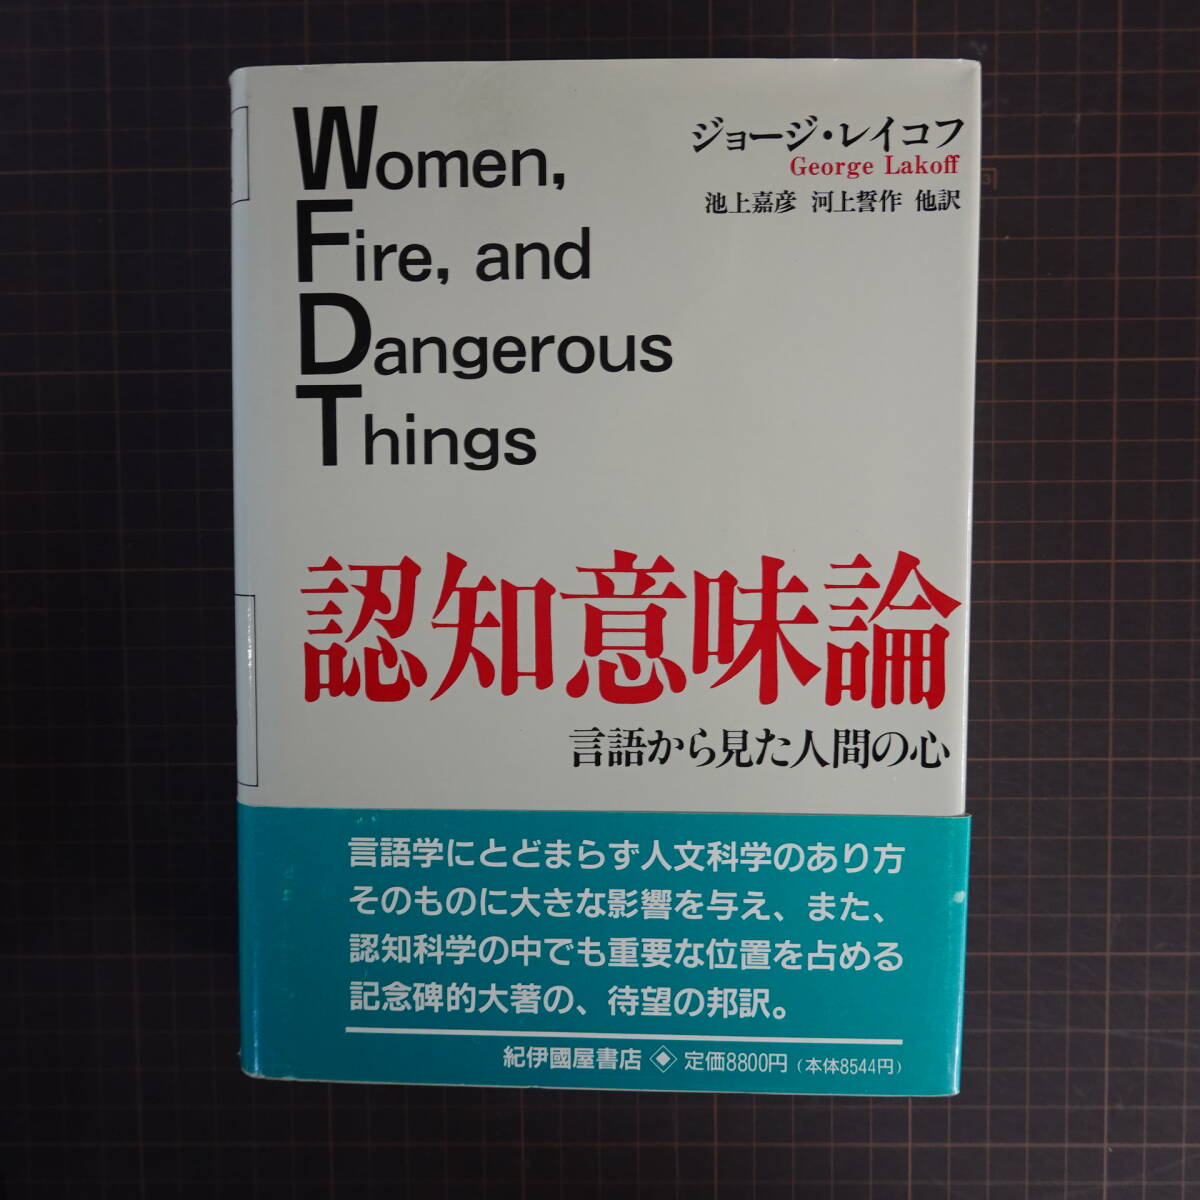 Women,
Fire, and
Dangerous
Things
ジョージ・レイコフ
George Lakoff
池上嘉彦 河上誓作 他訳
認知意味論
言語から見た人間の心
言語学にとどまらず人文科学のあり方
そのものに大きな影響を与え、また、
認知科学の中でも重要な位置を占める
記念碑的大著の、待望の邦訳。
紀伊國屋書店 ◈ 定価8800円（本体8544円）